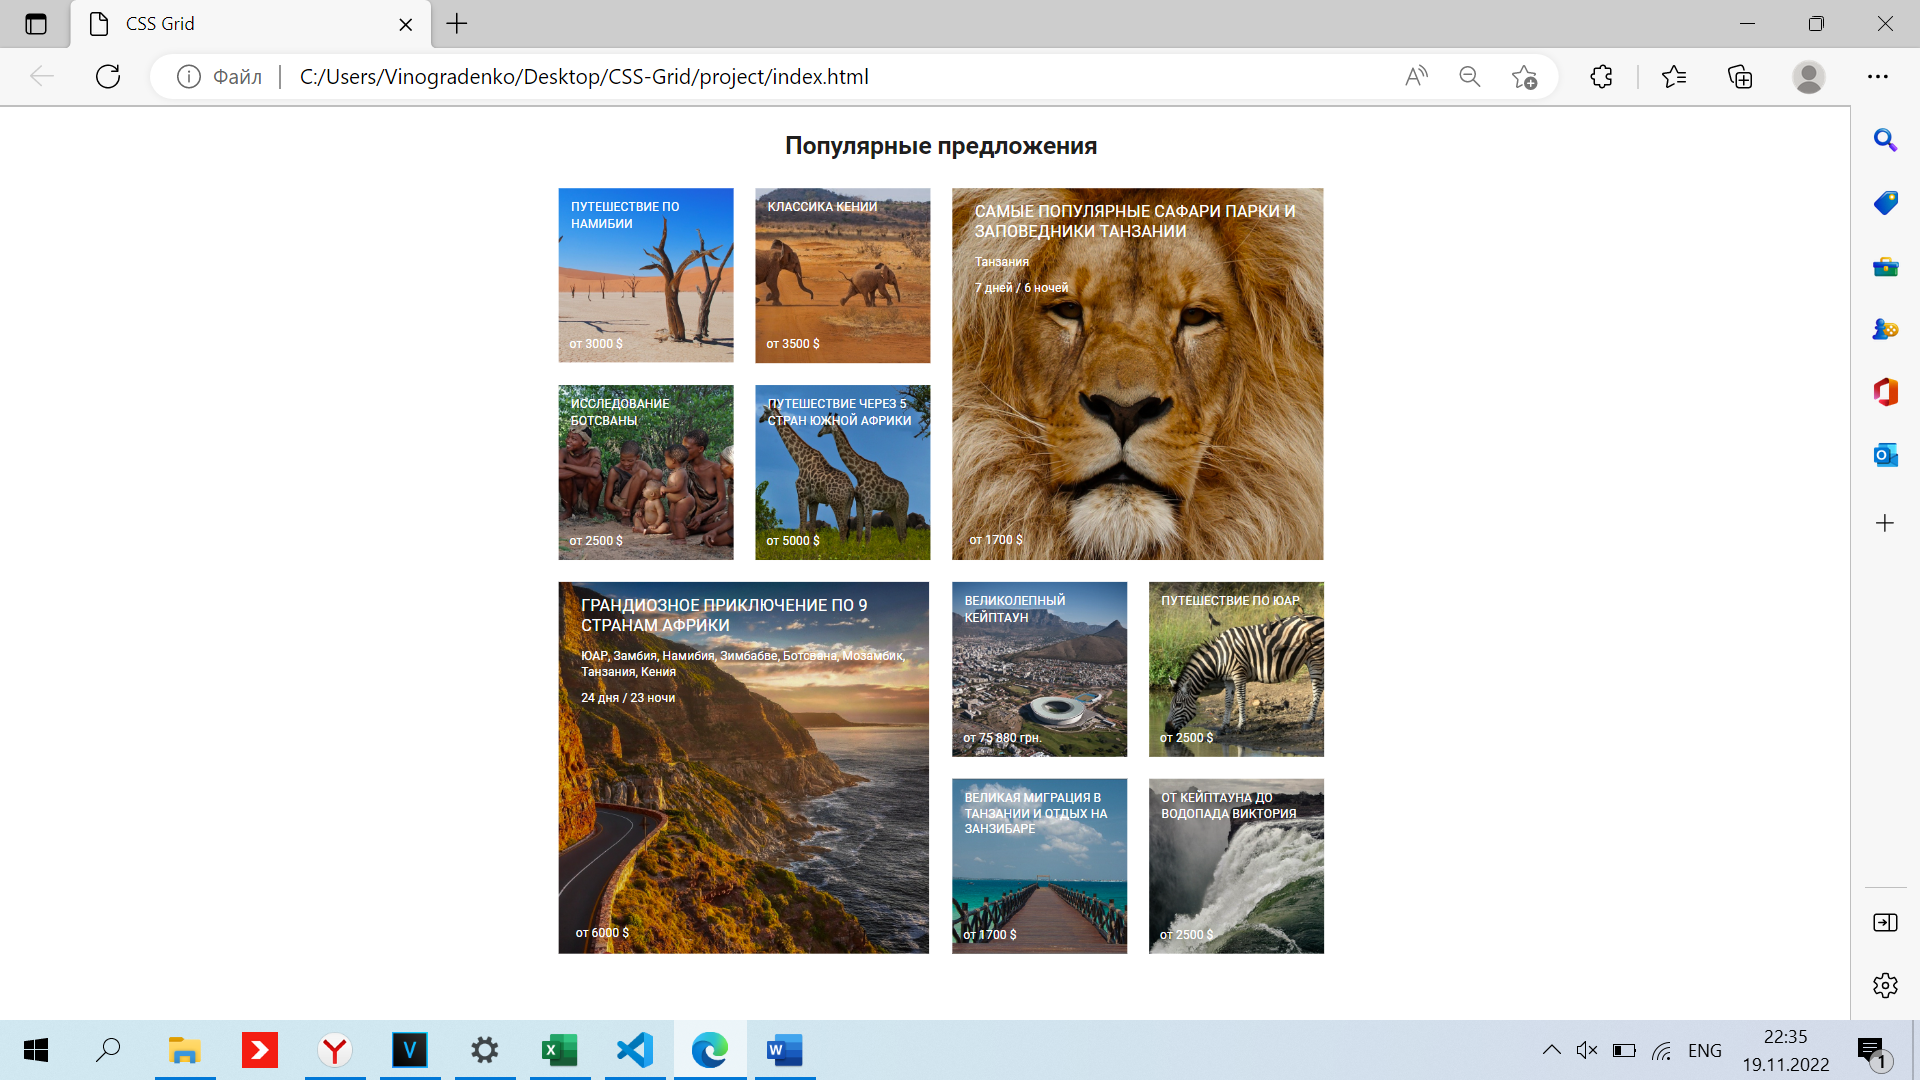 CSS Grid
Файл
C:/Users/Vinogradenko/Desktop/CSS-Grid/project/index.html
Популярные предложения
ПУТЕШЕСТВИЕ ПО
НАМИБИИ
от 3000 $
КЛАССИКА КЕНИИ
от 3500 $
САМЫЕ ПОПУЛЯРНЫЕ САФАРИ ПАРКИ И
ЗАПОВЕДНИКИ ТАНЗАНИИ
Танзания
7 дней / 6 ночей
от 1700 $
ИССЛЕДОВАНИЕ
БОТСВАНЫ
от 2500 $
ПУТЕШЕСТВИЕ ЧЕРЕЗ 5
СТРАН ЮЖНОЙ АФРИКИ
от 5000 $
ГРАНДИОЗНОЕ ПРИКЛЮЧЕНИЕ ПО 9
СТРАНАМ АФРИКИ
ЮАР, Замбия, Намибия, Зимбабве, Ботсвана, Мозамбик,
Танзания, Кения
24 дня / 23 ночи
от 6000 $
ВЕЛИКОЛЕПНЫЙ
КЕЙПТАУН
от 75 880 грн.
ПУТЕШЕСТВИЕ ПО ЮАР
от 2500 $
ВЕЛИКАЯ МИГРАЦИЯ В
ТАНЗАНИИ И ОТДЫХ НА
ЗАНЗИБАРЕ
от 1700 $
ОТ КЕЙПТАУНА ДО
ВОДОПАДА ВИКТОРИЯ
от 2500 $
ENG
22:35
19.11.2022
1